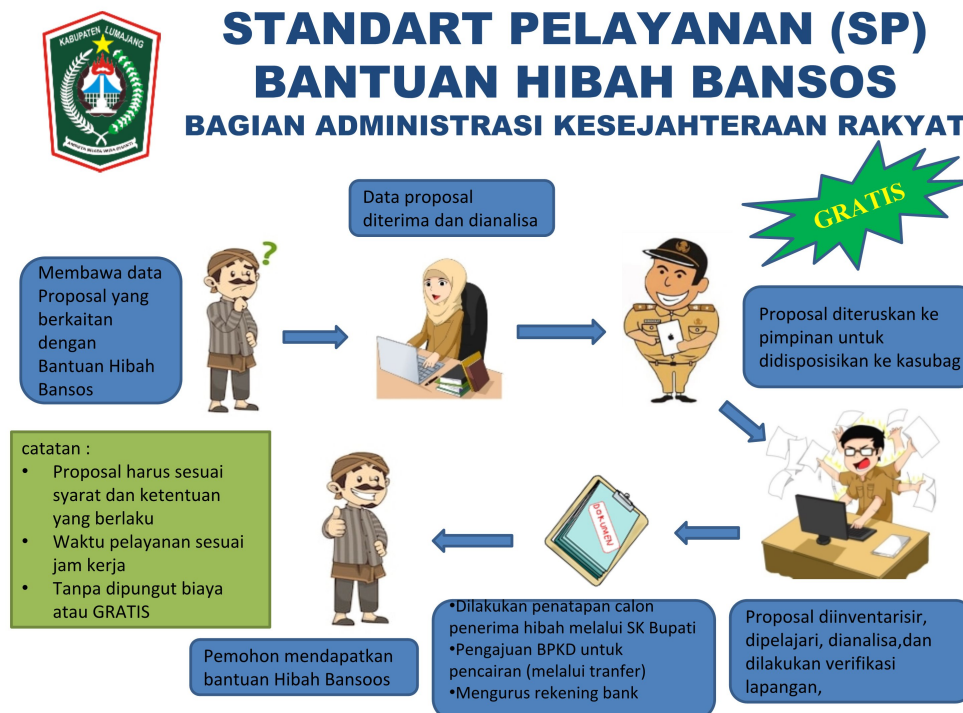 STANDART PELAYANAN (SP)
BANTUAN HIBAH BANSOS
BAGIAN ADMINISTRASI KESEJAHTERAAN RAKYAT
KABUPATEN LUMAJANG
GRATIS
Membawa data
Proposal yang
berkaitan
dengan
Bantuan Hibah
Bansos
?
Data proposal
diterima dan dianalisa
Proposal diteruskan ke
pimpinan untuk
didisposisikan ke kasubag
catatan :
• Proposal harus sesuai
syarat dan ketentuan
yang berlaku
• Waktu pelayanan sesuai
jam kerja
• Tanpa dipungut biaya
atau GRATIS
DOKUMEN
Proposal diinventarisir,
dipelajari, dianalisa,dan
dilakukan verifikasi
lapangan,
•Dilakukan penatapan calon
penerima hibah melalui SK Bupati
•Pengajuan BPKD untuk
pencairan (melalui tranfer)
•Mengurus rekening bank
Pemohon mendapatkan
bantuan Hibah Bansoos